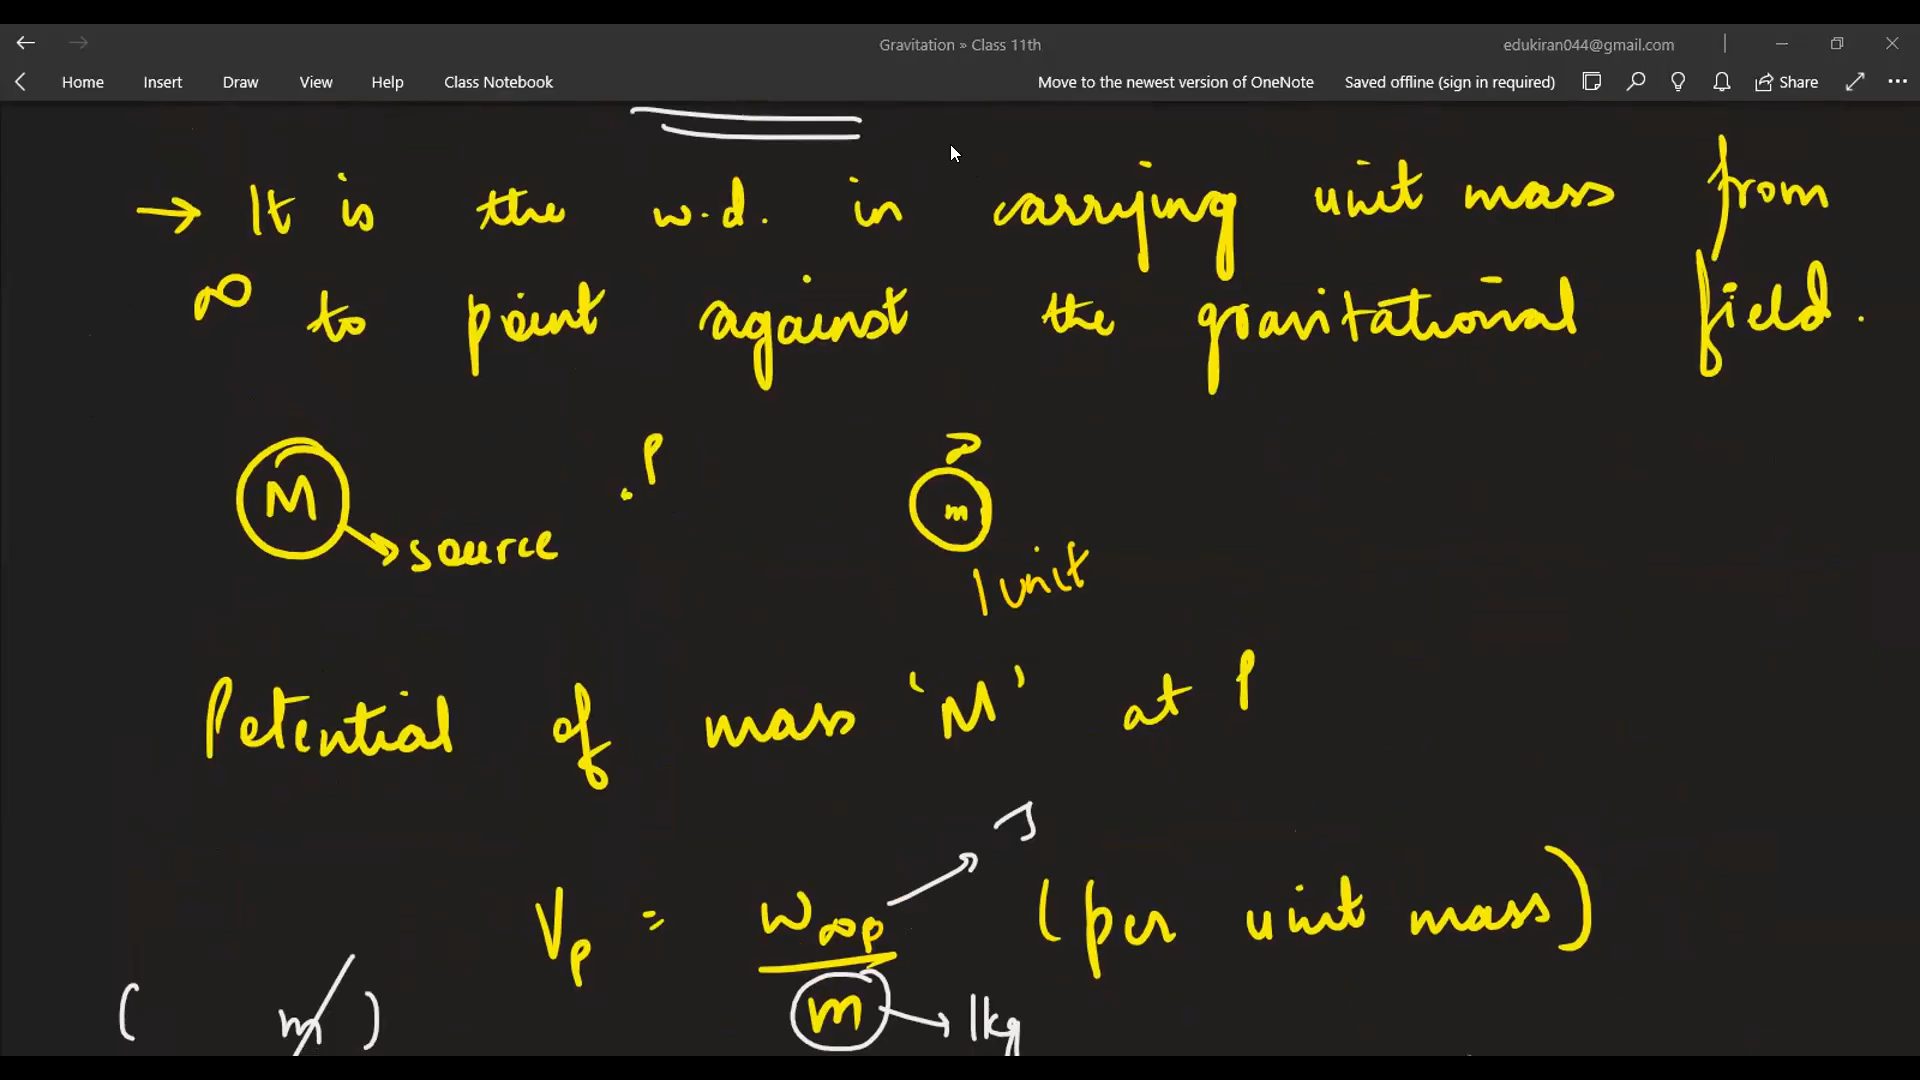 Gravitation » Class 11th
edukiran044@gmail.com
Home Insert Draw View Help Class Notebook Move to the newest version of OneNote Saved offline (sign in required) Share
→ It is the w.d. in carrying unit mass from
∞ to point against the gravitational field.
M P m
→ source
1 unit
Potential of mass 'M' at P
J
Vp = W∞p (per unit mass)
m → 1kg
( m )